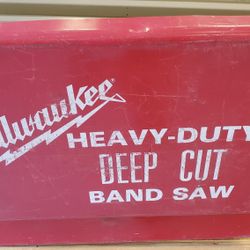 Milwaukee
HEAVY-DUTY
DEEP CUT
BAND SAW